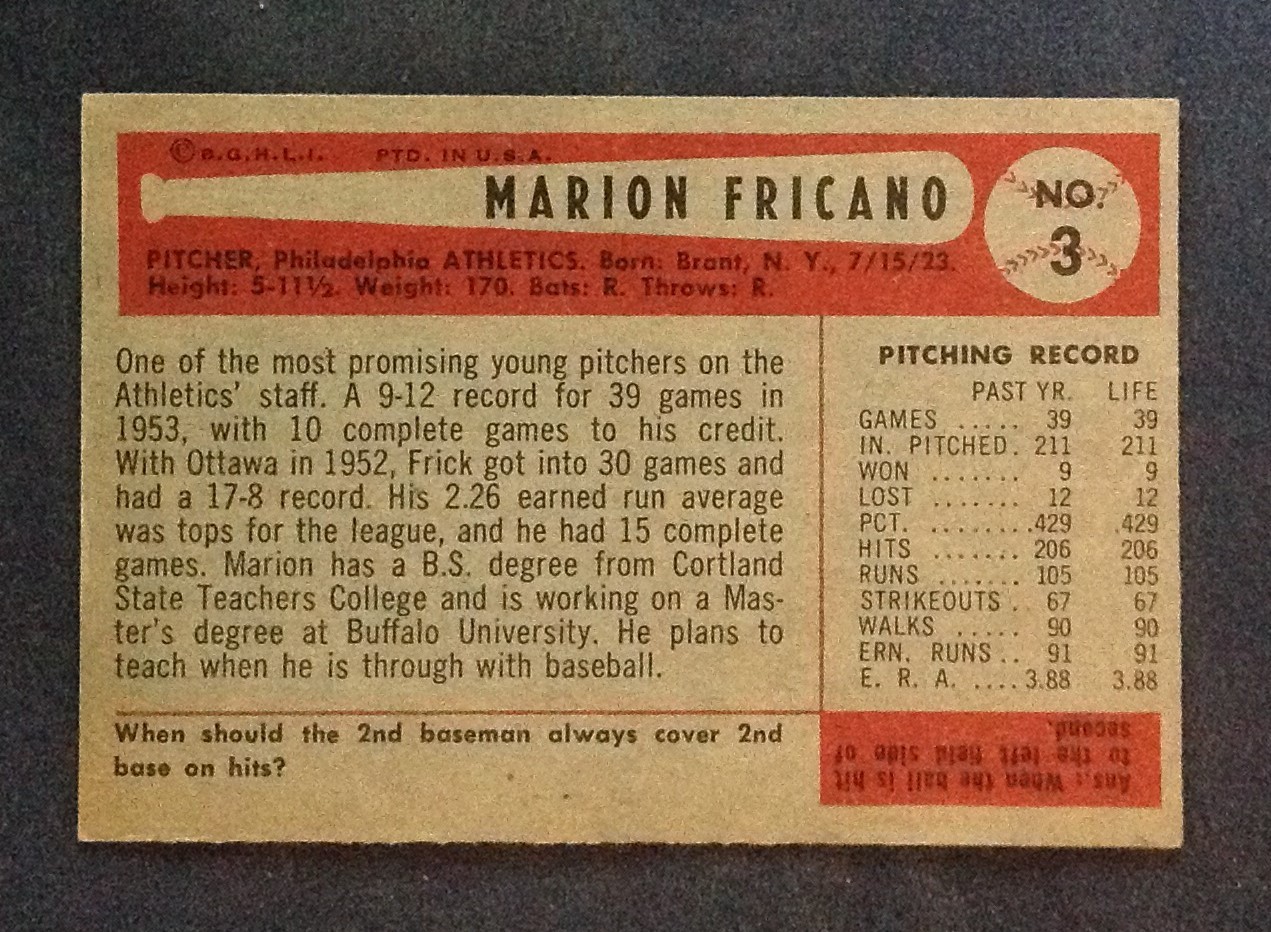 © B.G.H.L.I. PTD. IN U.S.A.
MARION FRICANO
NO.
3
PITCHER, Philadelphia ATHLETICS. Born: Brant, N. Y., 7/15/23.
Height: 5-11½. Weight: 170. Bats: R. Throws: R.
One of the most promising young pitchers on the
Athletics' staff. A 9-12 record for 39 games in
1953, with 10 complete games to his credit.
With Ottawa in 1952, Frick got into 30 games and
had a 17-8 record. His 2.26 earned run average
was tops for the league, and he had 15 complete
games. Marion has a B.S. degree from Cortland
State Teachers College and is working on a Mas-
ter's degree at Buffalo University. He plans to
teach when he is through with baseball.
PITCHING RECORD
PAST YR. LIFE
GAMES ..... 39 39
IN. PITCHED. 211 211
WON ....... 9 9
LOST ....... 12 12
PCT. ........ .429 .429
HITS ....... 206 206
RUNS ....... 105 105
STRIKEOUTS . 67 67
WALKS ..... 90 90
ERN. RUNS .. 91 91
E. R. A. .... 3.88 3.88
When should the 2nd baseman always cover 2nd
base on hits?
Ans.: When the ball is hit
to the left field side of
second.